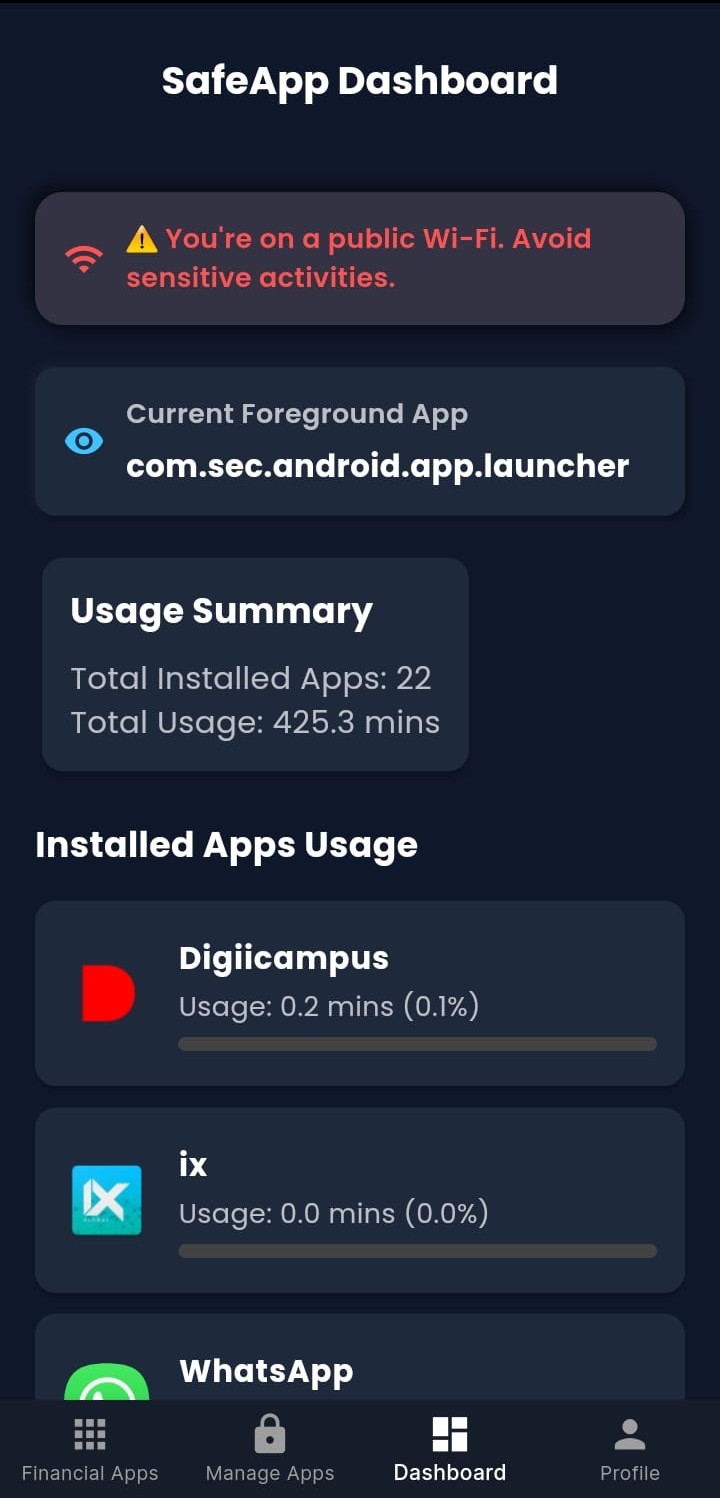 SafeApp Dashboard
⚠️ You're on a public Wi-Fi. Avoid
sensitive activities.
Current Foreground App
com.sec.android.app.launcher
Usage Summary
Total Installed Apps: 22
Total Usage: 425.3 mins
Installed Apps Usage
Digiicampus
Usage: 0.2 mins (0.1%)
IX
ix
Usage: 0.0 mins (0.0%)
WhatsApp
Financial Apps
Manage Apps
Dashboard
Profile